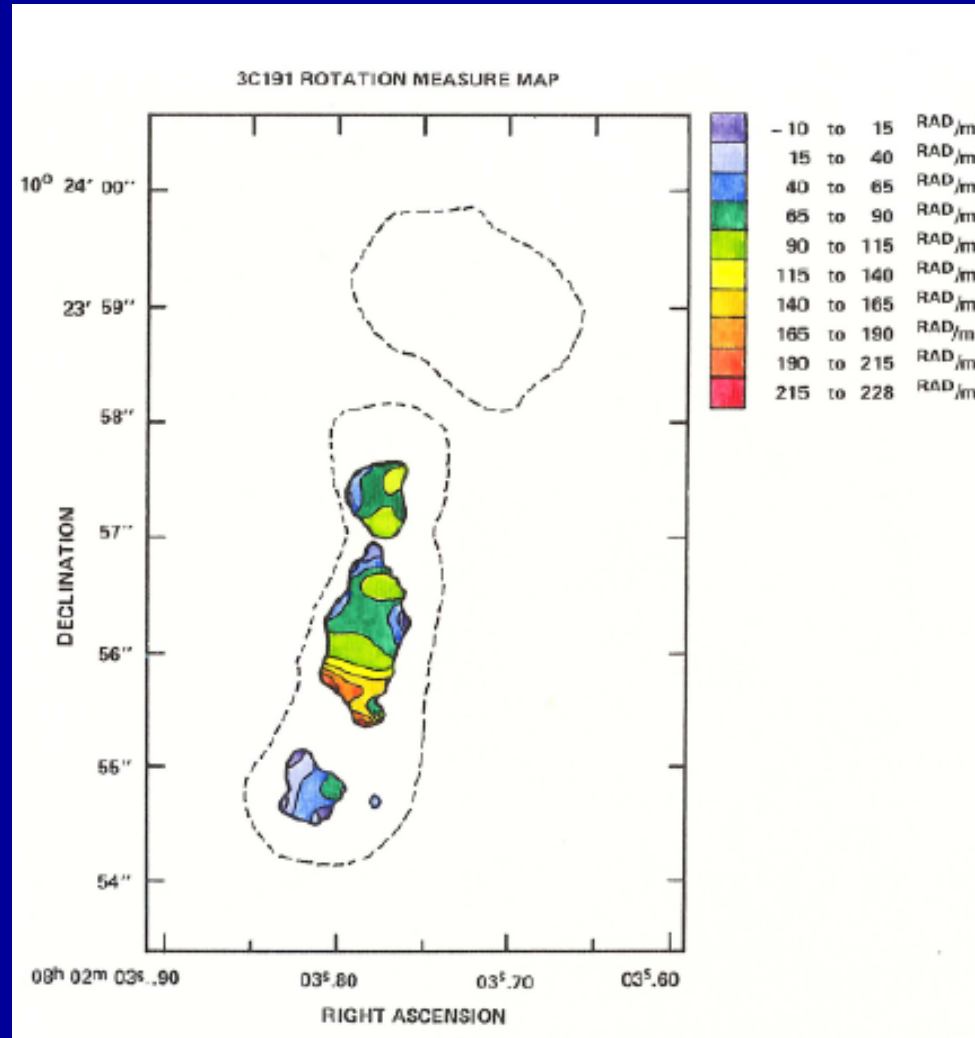 3C191 ROTATION MEASURE MAP
10° 24′ 00″
23′ 59″
58″
57″
56″
55″
54″
DECLINATION
08ʰ 02ᵐ 03ˢ.90
03ˢ.80
03ˢ.70
03ˢ.60
RIGHT ASCENSION
−10 to 15 RAD/m
15 to 40 RAD/m
40 to 65 RAD/m
65 to 90 RAD/m
90 to 115 RAD/m
115 to 140 RAD/m
140 to 165 RAD/m
165 to 190 RAD/m
190 to 215 RAD/m
215 to 228 RAD/m